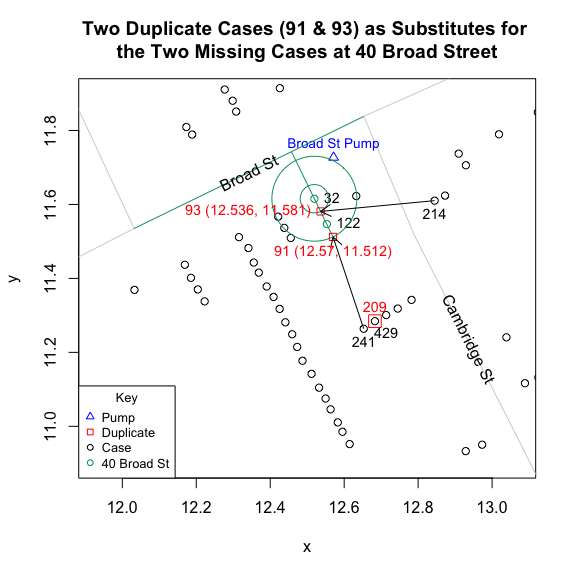 Two Duplicate Cases (91 & 93) as Substitutes for
the Two Missing Cases at 40 Broad Street
11.8
Broad St Pump
Broad St
32
11.6
93 (12.536, 11.581)
214
122
91 (12.57, 11.512)
11.4
y
209
Cambridge St
429
241
11.2
Key
Pump
11.0
Duplicate
Case
40 Broad St
12.0 12.2 12.4 12.6 12.8 13.0
x